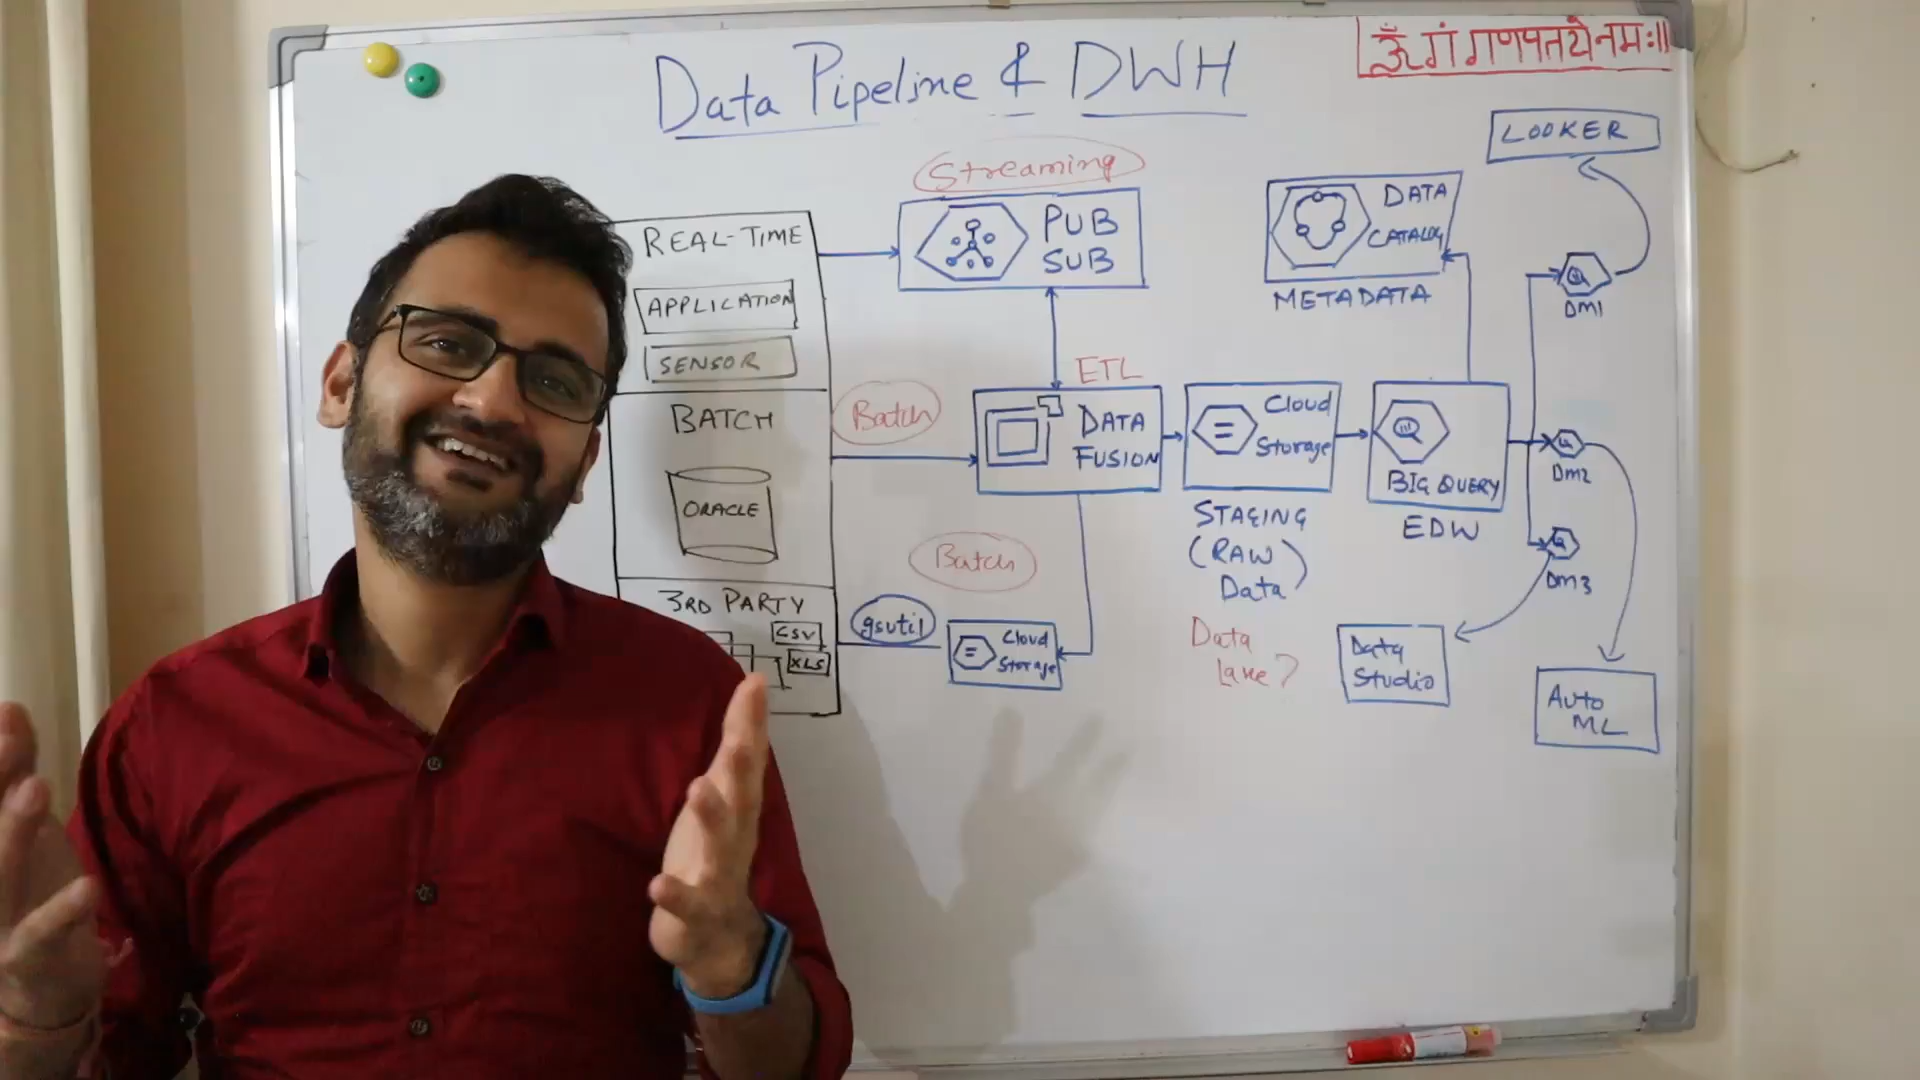 Data Pipeline & DWH
ॐ गं गणपतये नमः॥
LOOKER
Streaming
REAL-TIME
APPLICATION
SENSOR
PUB
SUB
DATA
CATALOG
METADATA
DM1
BATCH
ORACLE
Batch
ETL
DATA
FUSION
Cloud
Storage
STAGING
(RAW)
Data
Data
Lake?
BIG QUERY
EDW
DM2
DM3
3RD PARTY
CSV
XLS
gsutil
Batch
Cloud
Storage
Data
Studio
Auto
ML